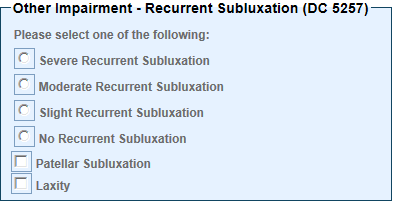 Other Impairment - Recurrent Subluxation (DC 5257)
Please select one of the following:
Severe Recurrent Subluxation
Moderate Recurrent Subluxation
Slight Recurrent Subluxation
No Recurrent Subluxation
Patellar Subluxation
Laxity